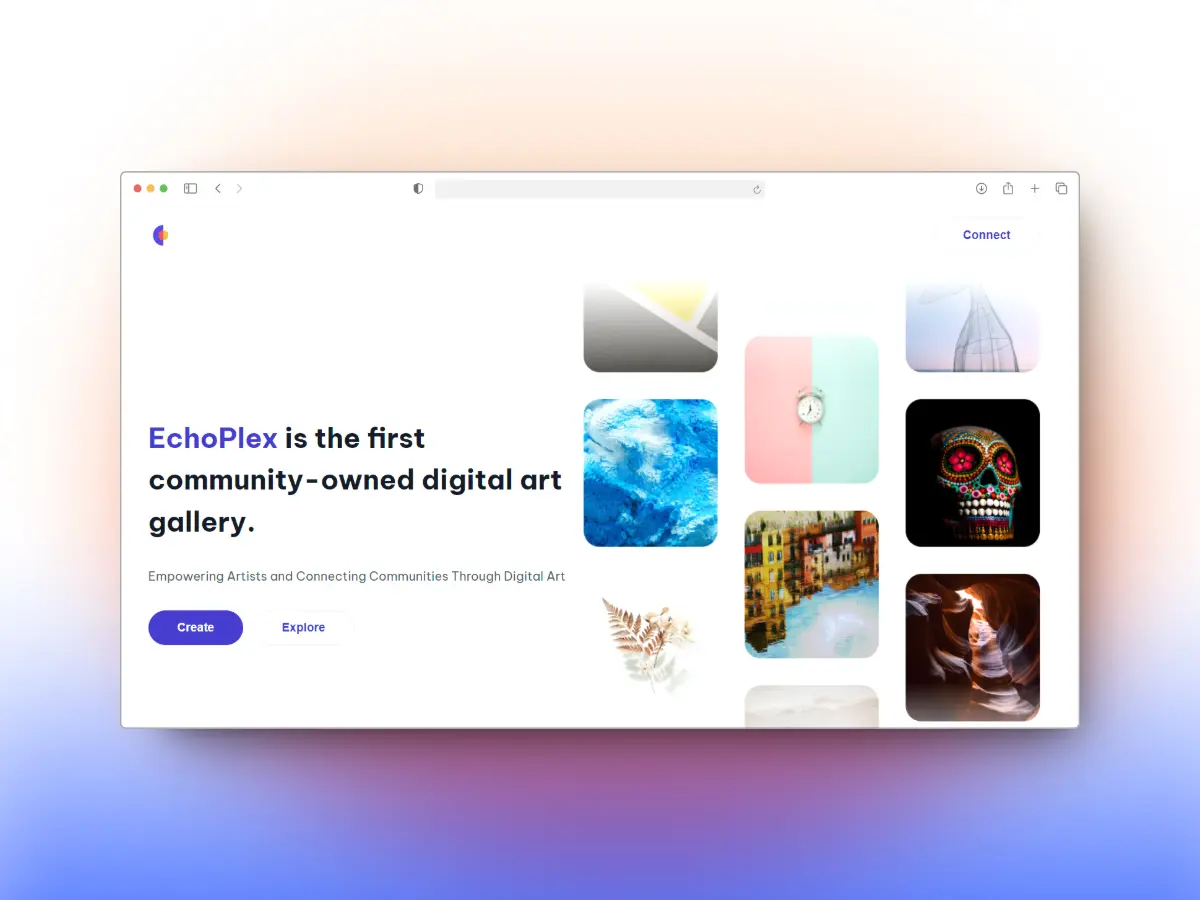 Connect
EchoPlex is the first
community-owned digital art
gallery.
Empowering Artists and Connecting Communities Through Digital Art
Create
Explore